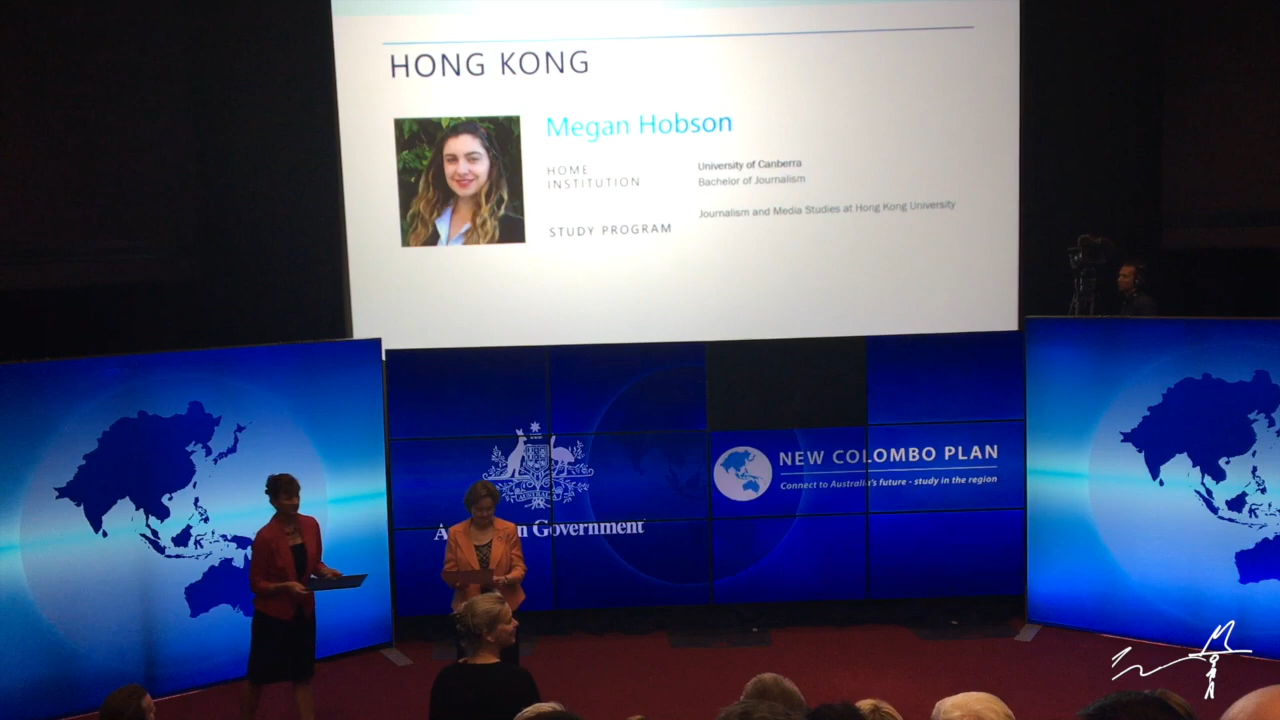 HONG KONG
Megan Hobson
HOME
INSTITUTION
University of Canberra
Bachelor of Journalism
STUDY PROGRAM
Journalism and Media Studies at Hong Kong University
AUSTRALIA
Government
NEW COLOMBO PLAN
Connect to Australia's future - study in the region